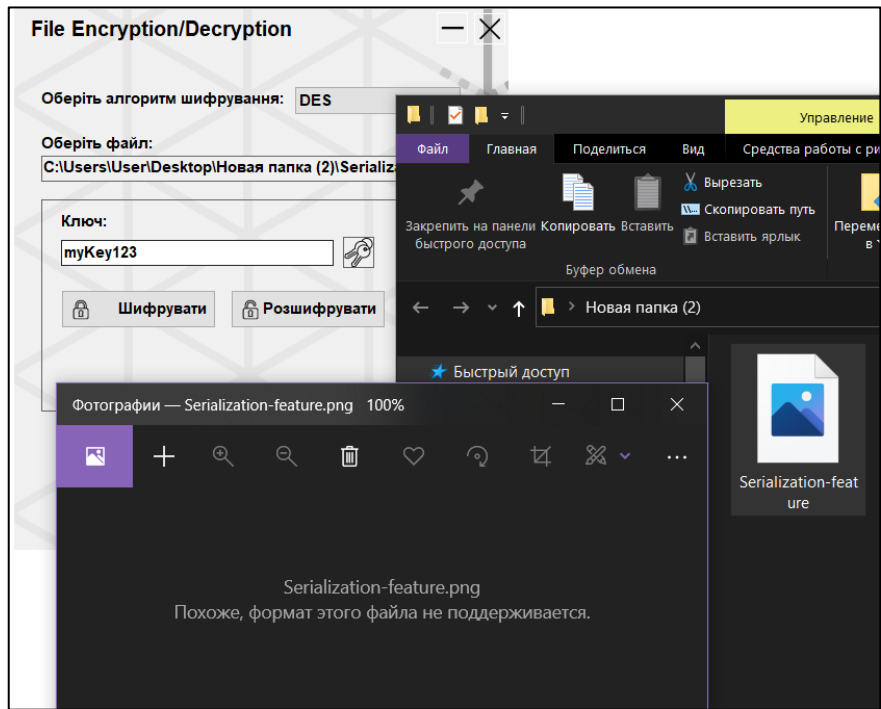 File Encryption/Decryption
Оберіть алгоритм шифрування: DES
Оберіть файл:
C:\Users\User\Desktop\Новая папка (2)\Serializa
Ключ:
myKey123
Шифрувати
Розшифрувати
Управление
Файл Главная Поделиться Вид Средства работы с ри
Закрепить на панели быстрого доступа
Копировать
Вставить
Вырезать
Скопировать путь
Вставить ярлык
Переме
в
Буфер обмена
Новая папка (2)
Быстрый доступ
Serialization-feat
ure
Фотографии — Serialization-feature.png 100%
Serialization-feature.png
Похоже, формат этого файла не поддерживается.